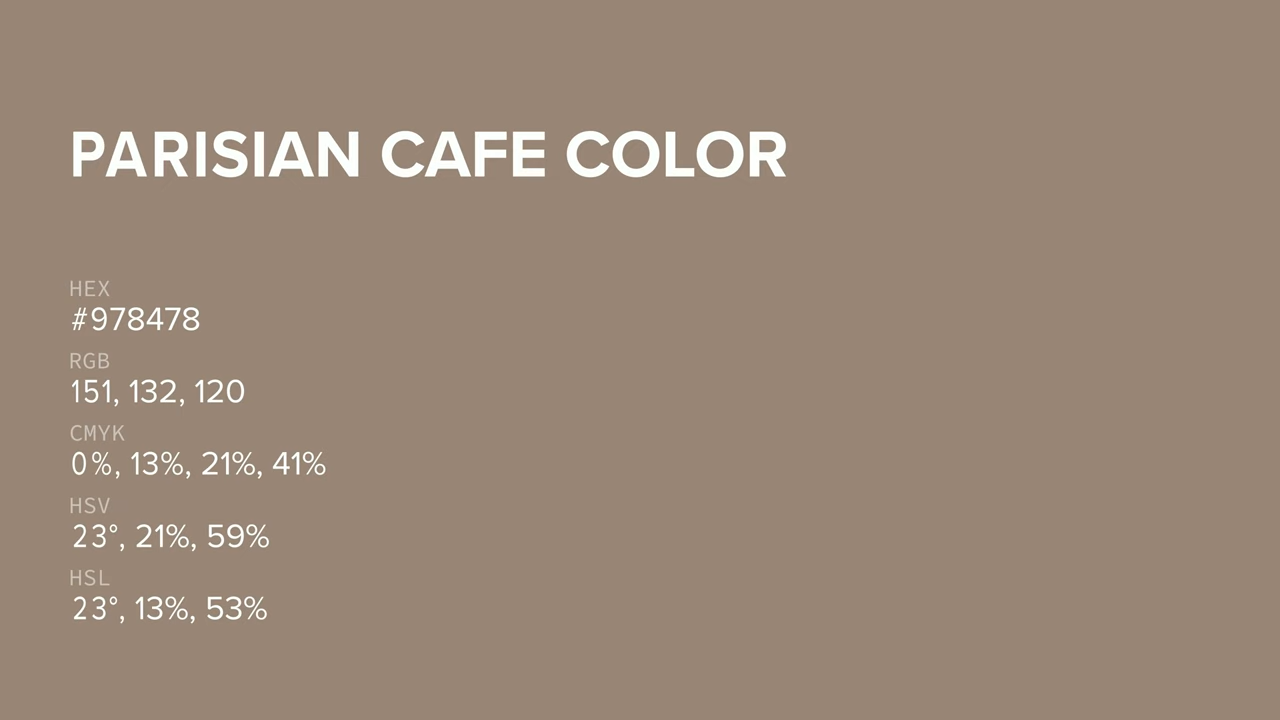 PARISIAN CAFE COLOR
HEX
#978478
RGB
151, 132, 120
CMYK
0%, 13%, 21%, 41%
HSV
23°, 21%, 59%
HSL
23°, 13%, 53%